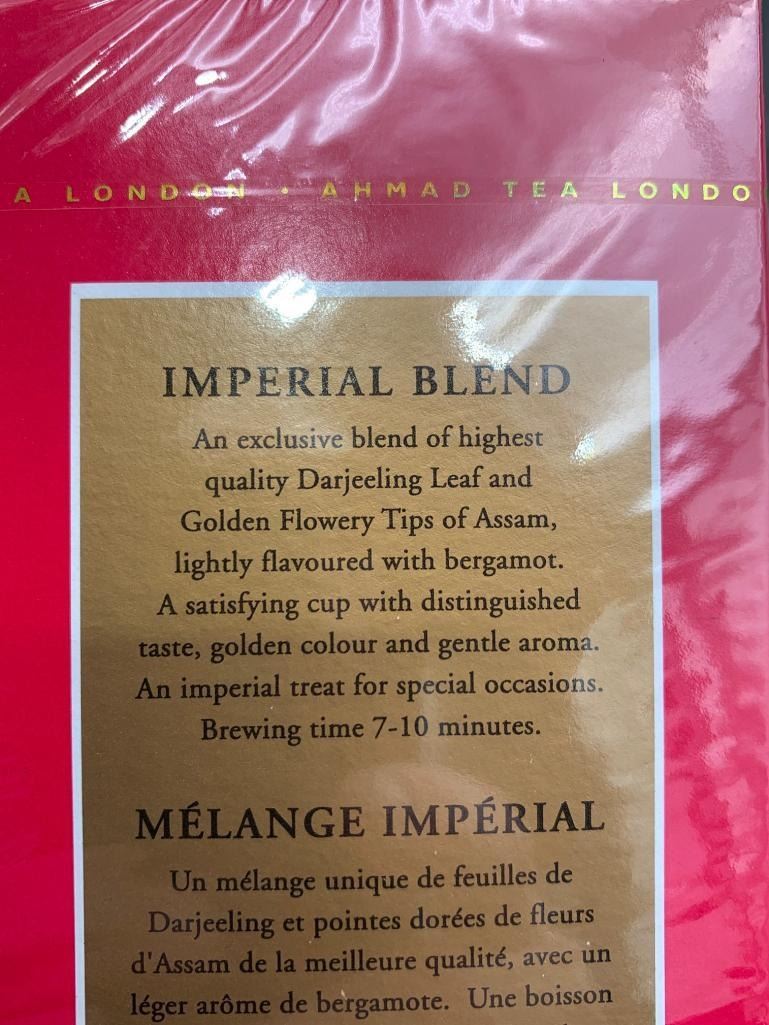 A LONDON • AHMAD TEA LONDO
IMPERIAL BLEND
An exclusive blend of highest
quality Darjeeling Leaf and
Golden Flowery Tips of Assam,
lightly flavoured with bergamot.
A satisfying cup with distinguished
taste, golden colour and gentle aroma.
An imperial treat for special occasions.
Brewing time 7-10 minutes.
MÉLANGE IMPÉRIAL
Un mélange unique de feuilles de
Darjeeling et pointes dorées de fleurs
d'Assam de la meilleure qualité, avec un
léger arôme de bergamote. Une boisson